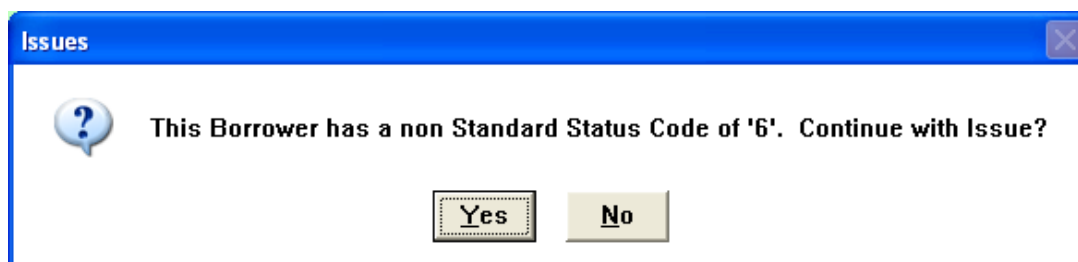 Issues
This Borrower has a non Standard Status Code of '6'.  Continue with Issue?
Yes
No